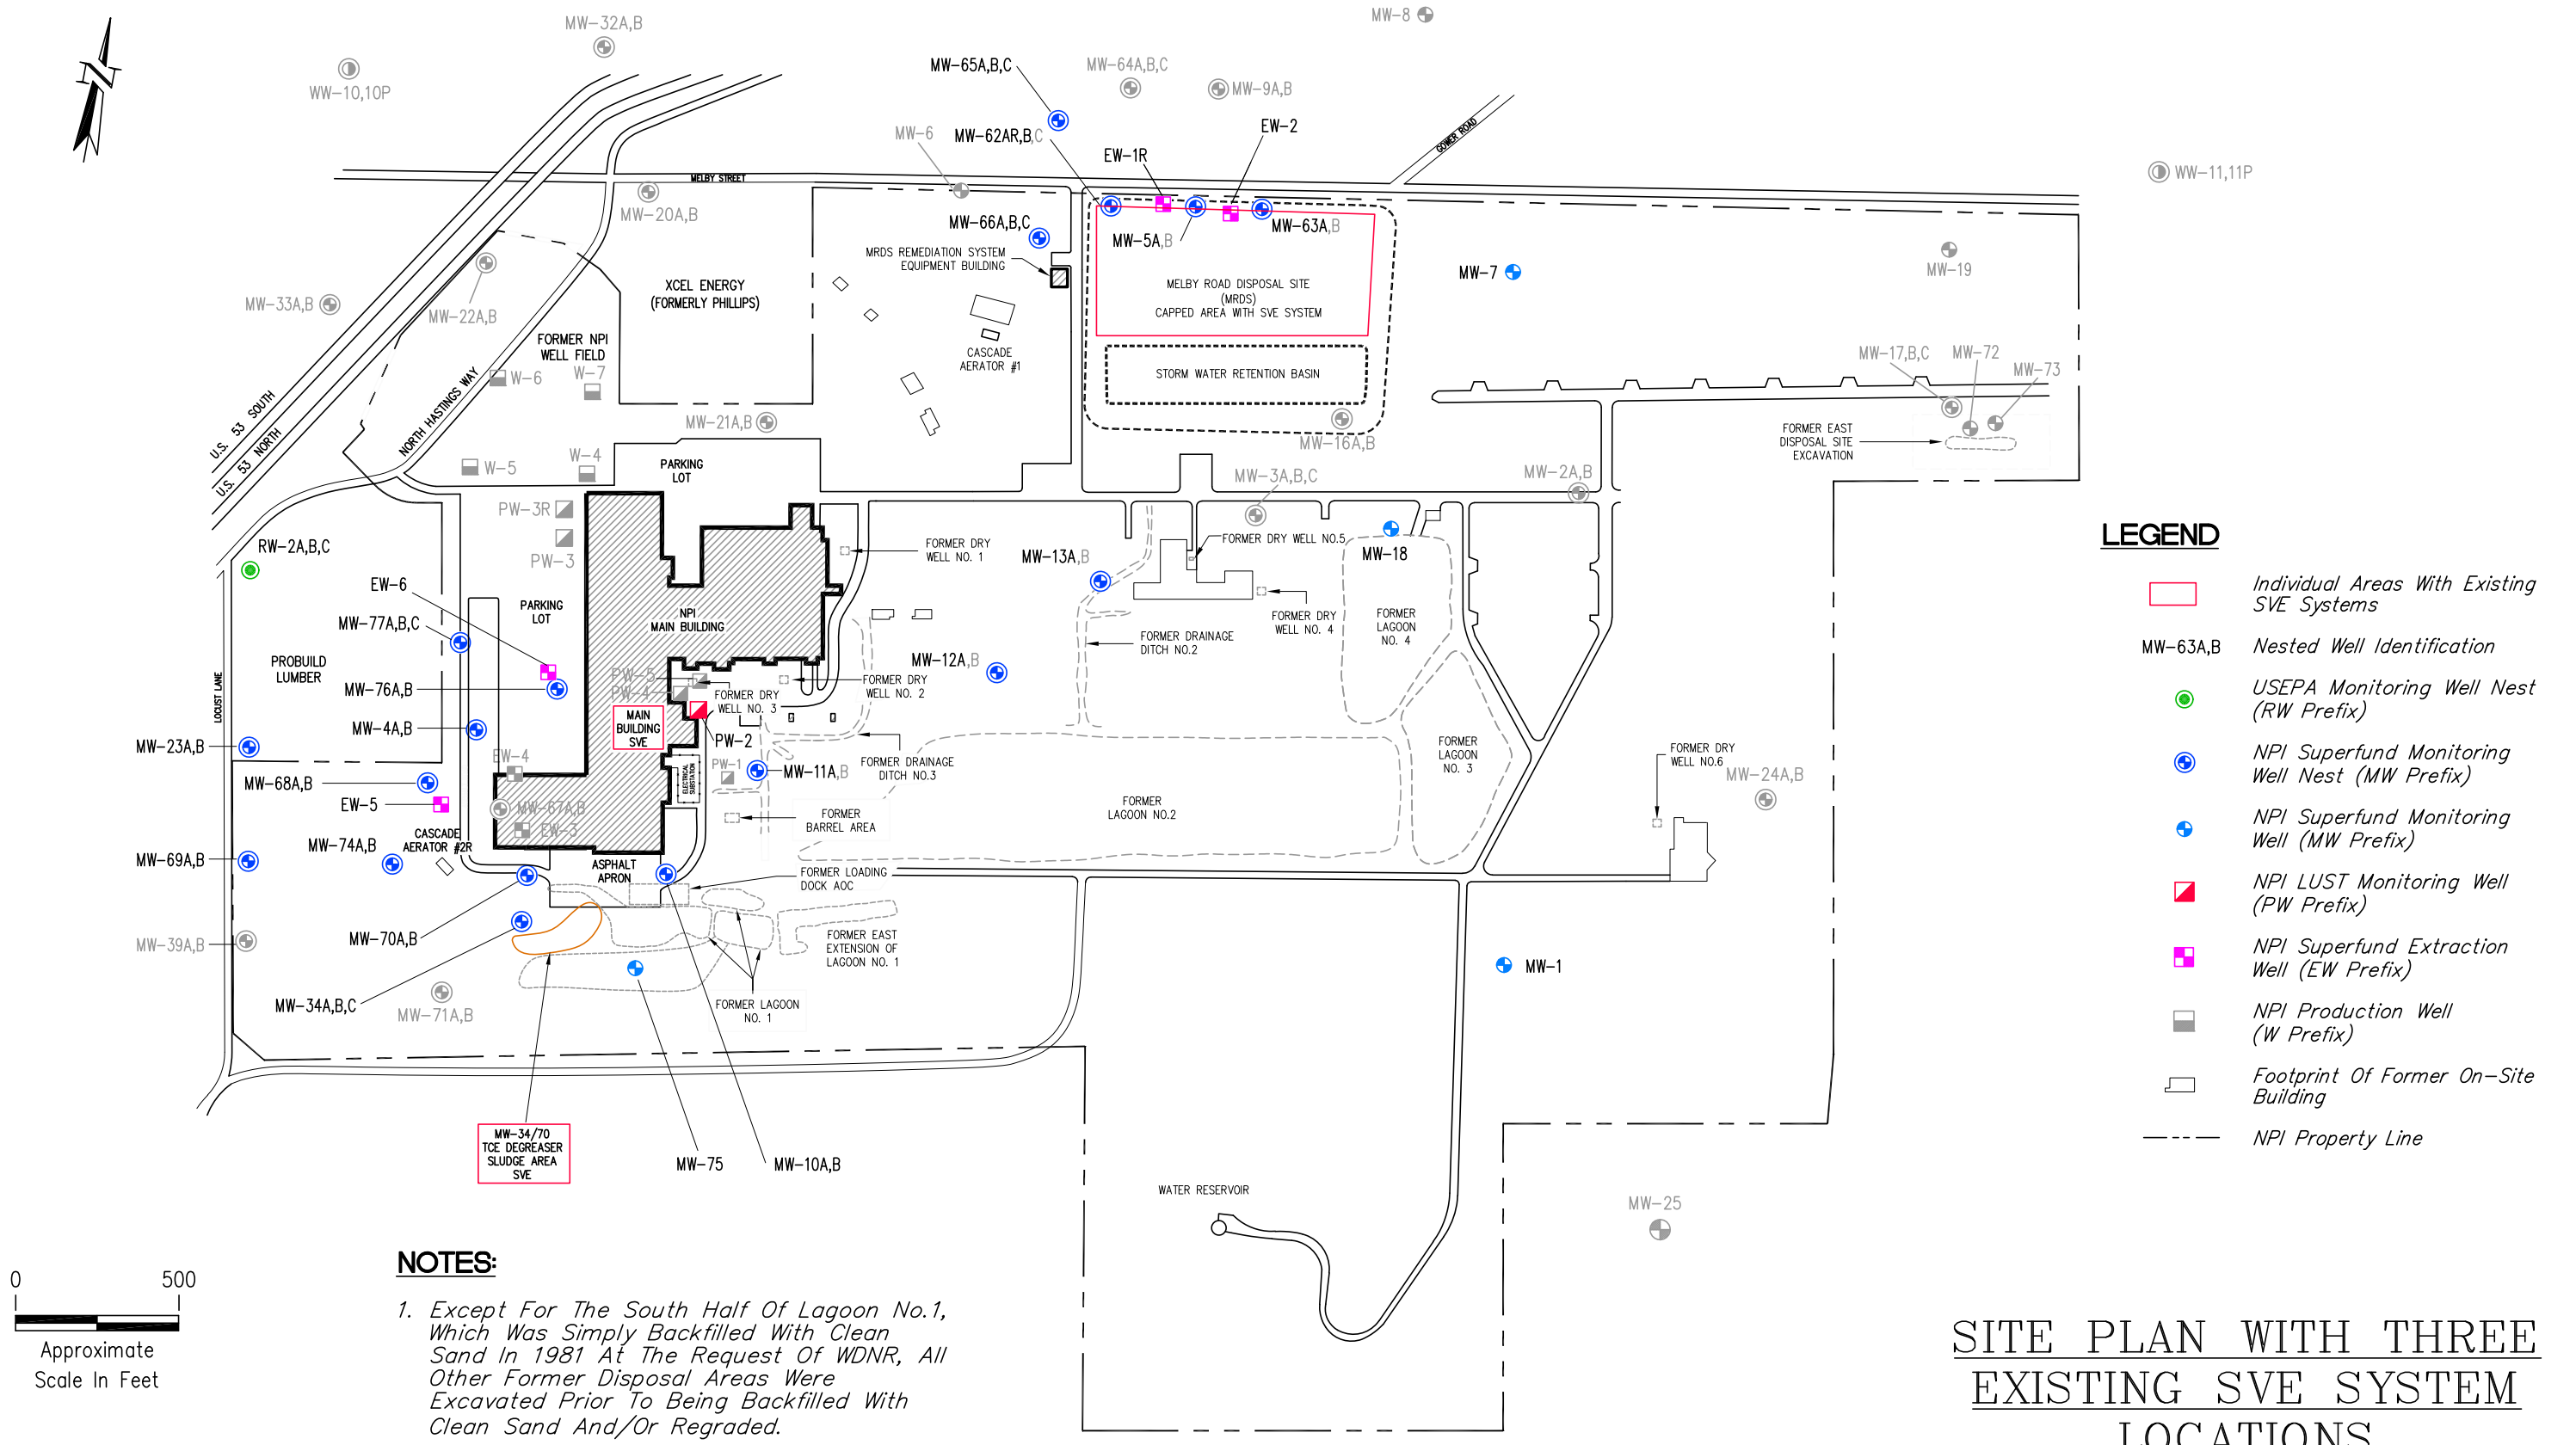 MW-32A,B
MW-8
WW-10,10P
MW-65A,B,C
MW-64A,B,C
MW-9A,B
MW-6
MW-62AR,B,C
EW-2
EW-1R
GOWER ROAD
WW-11,11P
MELBY STREET
MW-20A,B
MW-66A,B,C
MW-5A,B
MW-63A,B
MRDS REMEDIATION SYSTEM
EQUIPMENT BUILDING
MW-7
MW-19
XCEL ENERGY
(FORMERLY PHILLIPS)
MELBY ROAD DISPOSAL SITE
(MRDS)
CAPPED AREA WITH SVE SYSTEM
MW-33A,B
MW-22A,B
FORMER NPI
WELL FIELD
CASCADE
AERATOR #1
STORM WATER RETENTION BASIN
MW-17,B,C
MW-72
MW-73
W-6
W-7
NORTH HASTINGS WAY
U.S. 53 SOUTH
U.S. 53 NORTH
MW-21A,B
MW-16A,B
FORMER EAST
DISPOSAL SITE
EXCAVATION
W-5
W-4
PARKING
LOT
MW-3A,B,C
MW-2A,B
PW-3R
PW-3
RW-2A,B,C
FORMER DRY
WELL NO. 1
MW-13A,B
FORMER DRY WELL NO.5
MW-18
EW-6
MW-77A,B,C
PARKING
LOT
NPI
MAIN BUILDING
FORMER DRY
WELL NO. 4
FORMER
LAGOON
NO. 4
FORMER DRAINAGE
DITCH NO.2
PROBUILD
LUMBER
LOCUST LANE
MW-76A,B
PW-5
PW-4
FORMER DRY
WELL NO. 3
FORMER DRY
WELL NO. 2
MW-12A,B
MW-4A,B
MAIN
BUILDING
SVE
PW-2
MW-23A,B
EW-4
ELECTRICAL
SUBSTATION
PW-1
MW-11A,B
FORMER DRAINAGE
DITCH NO.3
FORMER
LAGOON
NO. 3
FORMER DRY
WELL NO.6
MW-24A,B
MW-68A,B
EW-5
MW-67A,B
EW-3
FORMER
BARREL AREA
FORMER
LAGOON NO.2
MW-74A,B
CASCADE
AERATOR #2R
MW-69A,B
ASPHALT
APRON
FORMER LOADING
DOCK AOC
MW-39A,B
MW-70A,B
FORMER EAST
EXTENSION OF
LAGOON NO. 1
MW-1
MW-34A,B,C
MW-71A,B
FORMER LAGOON
NO. 1
MW-34/70
TCE DEGREASER
SLUDGE AREA
SVE
MW-75
MW-10A,B
WATER RESERVOIR
MW-25
LEGEND
Individual Areas With Existing
SVE Systems
MW-63A,B
Nested Well Identification
USEPA Monitoring Well Nest
(RW Prefix)
NPI Superfund Monitoring
Well Nest (MW Prefix)
NPI Superfund Monitoring
Well (MW Prefix)
NPI LUST Monitoring Well
(PW Prefix)
NPI Superfund Extraction
Well (EW Prefix)
NPI Production Well
(W Prefix)
Footprint Of Former On-Site
Building
NPI Property Line
0 500
Approximate
Scale In Feet
NOTES:
1. Except For The South Half Of Lagoon No.1,
Which Was Simply Backfilled With Clean
Sand In 1981 At The Request Of WDNR, All
Other Former Disposal Areas Were
Excavated Prior To Being Backfilled With
Clean Sand And/Or Regraded.
SITE PLAN WITH THREE
EXISTING SVE SYSTEM
LOCATIONS
N